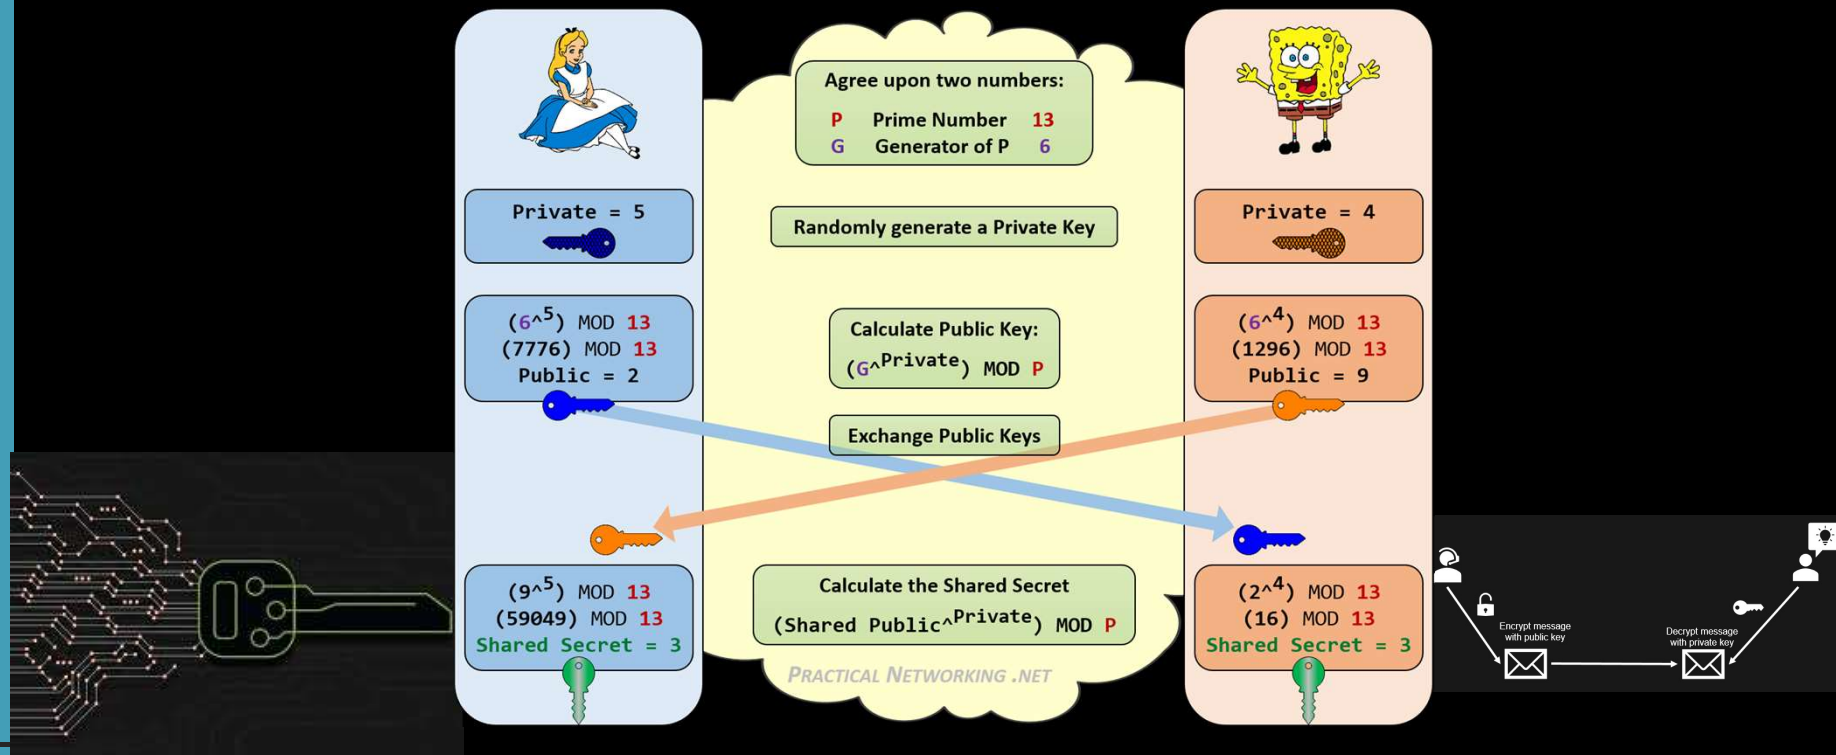 Agree upon two numbers:
P Prime Number 13
G Generator of P 6
Private = 5
Randomly generate a Private Key
Private = 4
(6^5) MOD 13
(7776) MOD 13
Public = 2
Calculate Public Key:
(G^Private) MOD P
(6^4) MOD 13
(1296) MOD 13
Public = 9
Exchange Public Keys
(9^5) MOD 13
(59049) MOD 13
Shared Secret = 3
Calculate the Shared Secret
(Shared Public^Private) MOD P
(2^4) MOD 13
(16) MOD 13
Shared Secret = 3
PRACTICAL NETWORKING .NET
Encrypt message
with public key
Decrypt message
with private key